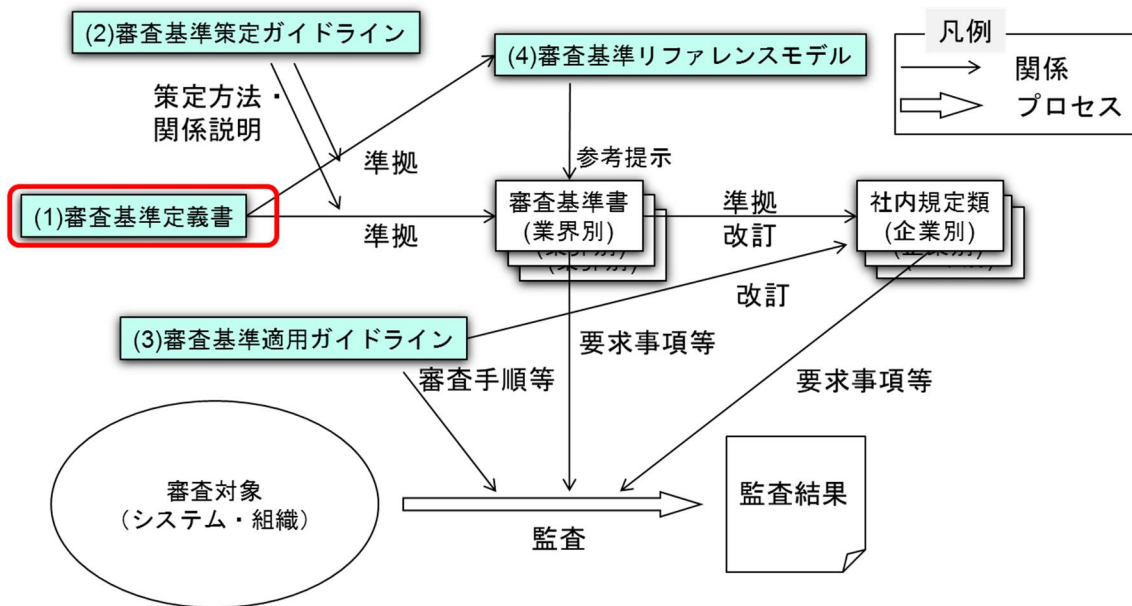 (2)審査基準策定ガイドライン
(4)審査基準リファレンスモデル
凡例
関係
プロセス
策定方法・
関係説明
準拠
参考提示
(1)審査基準定義書
準拠
審査基準書
(業界別)
(業界別)
(業界別)
準拠
改訂
社内規定類
(企業別)
改訂
(3)審査基準適用ガイドライン
要求事項等
審査手順等
要求事項等
審査対象
（システム・組織）
監査
監査結果